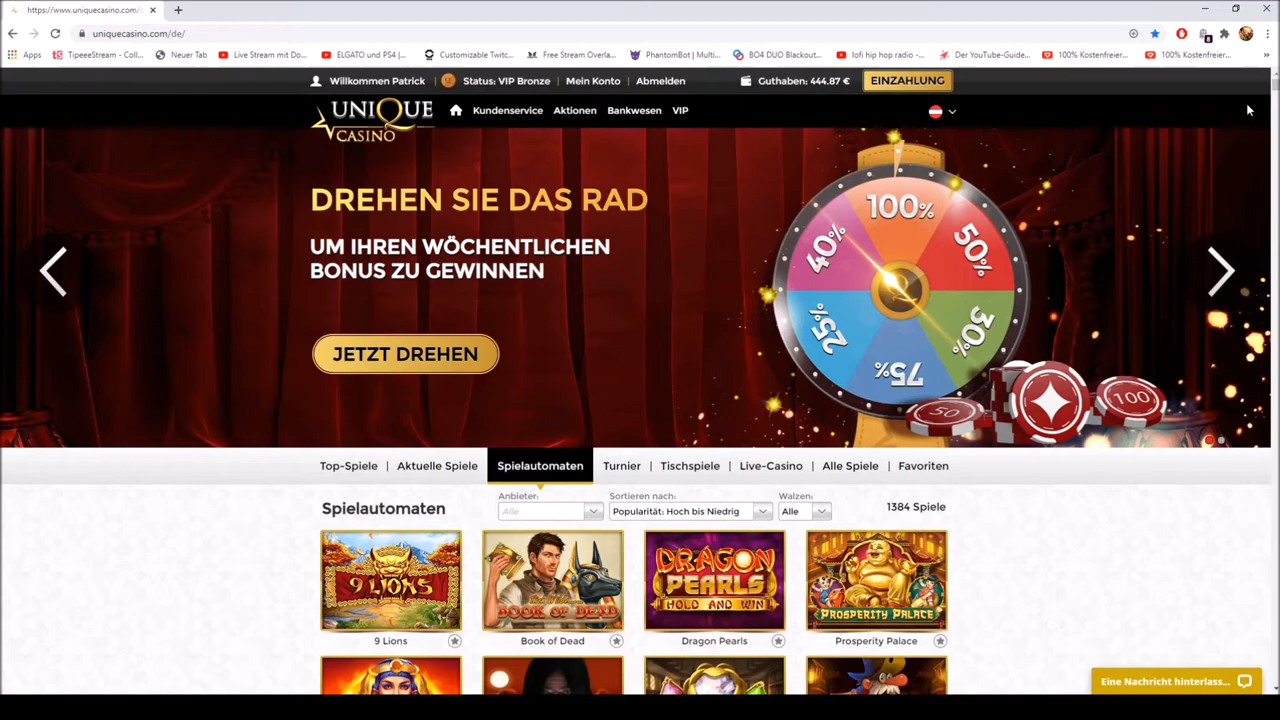 https://www.uniquecasino.com/d
uniquecasino.com/de/
Apps
TipeeeStream - Col...
Neuer Tab
Live Stream mit Do...
ELGATO und PS4 |...
Customizable Twitc...
Free Stream Overla...
PhantomBot | Multi...
BO4 DUO Blackout...
lofi hip hop radio -...
Der YouTube-Guide...
100% Kostenfreier...
100% Kostenfreier...
Willkommen Patrick
Status: VIP Bronze
Mein Konto
Abmelden
Guthaben: 444.87 €
EINZAHLUNG
UNIQUE
CASINO
Kundenservice
Aktionen
Bankwesen
VIP
DREHEN SIE DAS RAD
UM IHREN WÖCHENTLICHEN
BONUS ZU GEWINNEN
JETZT DREHEN
100%
50%
30%
75%
25%
40%
50
100
Top-Spiele
Aktuelle Spiele
Spielautomaten
Turnier
Tischspiele
Live-Casino
Alle Spiele
Favoriten
Spielautomaten
Anbieter:
Alle
Sortieren nach:
Popularität: Hoch bis Niedrig
Walzen:
Alle
1384 Spiele
9 LIONS
BOOK OF DEAD
DRAGON
PEARLS
HOLD AND WIN
PROSPERITY PALACE
9 Lions
Book of Dead
Dragon Pearls
Prosperity Palace
Eine Nachricht hinterlass...